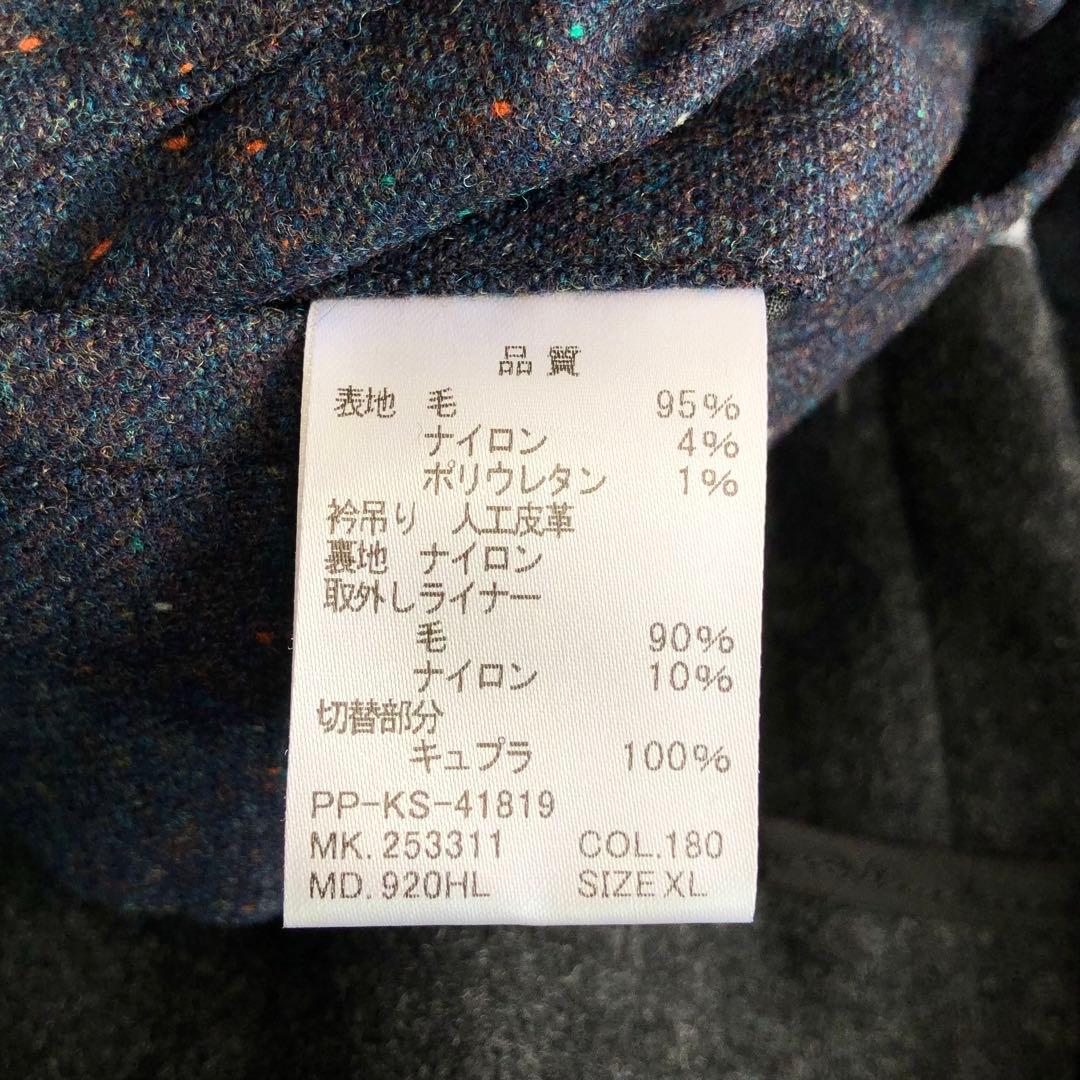 品質
表地 毛 95%
ナイロン 4%
ポリウレタン 1%
衿吊り 人工皮革
裏地 ナイロン
取外しライナー
毛 90%
ナイロン 10%
切替部分
キュプラ 100%
PP-KS-41819
MK. 253311 COL.180
MD. 920HL SIZE XL